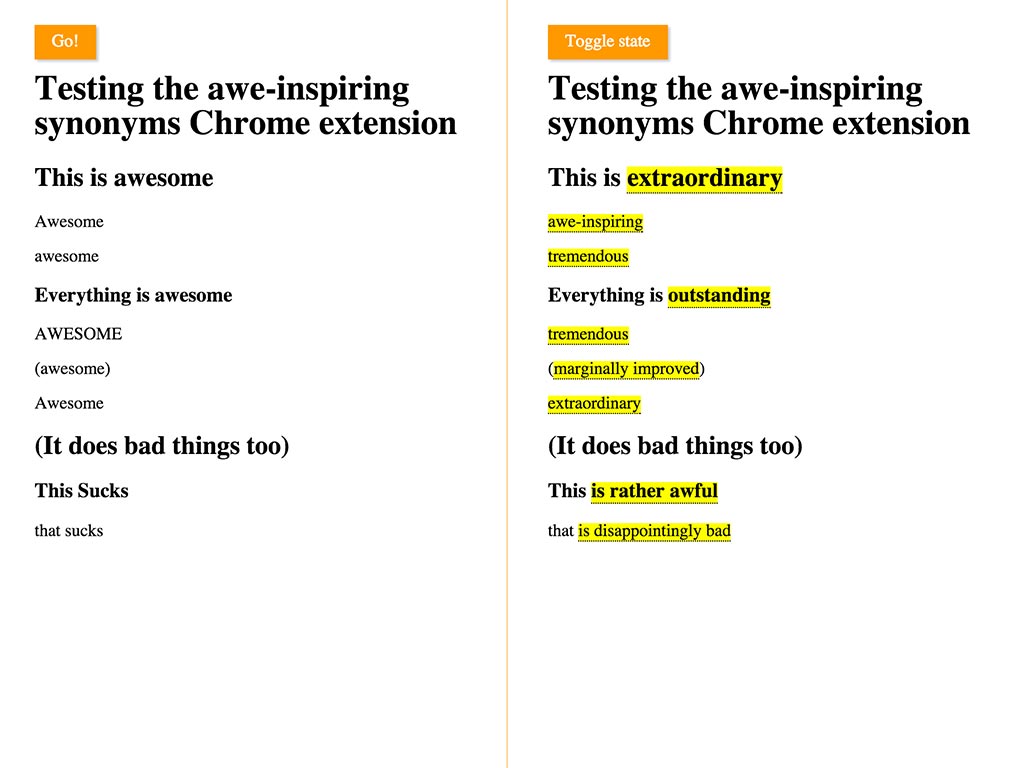 Go!
Testing the awe-inspiring
synonyms Chrome extension
This is awesome
Awesome
awesome
Everything is awesome
AWESOME
(awesome)
Awesome
(It does bad things too)
This Sucks
that sucks
Toggle state
Testing the awe-inspiring
synonyms Chrome extension
This is extraordinary
awe-inspiring
tremendous
Everything is outstanding
tremendous
(marginally improved)
extraordinary
(It does bad things too)
This is rather awful
that is disappointingly bad